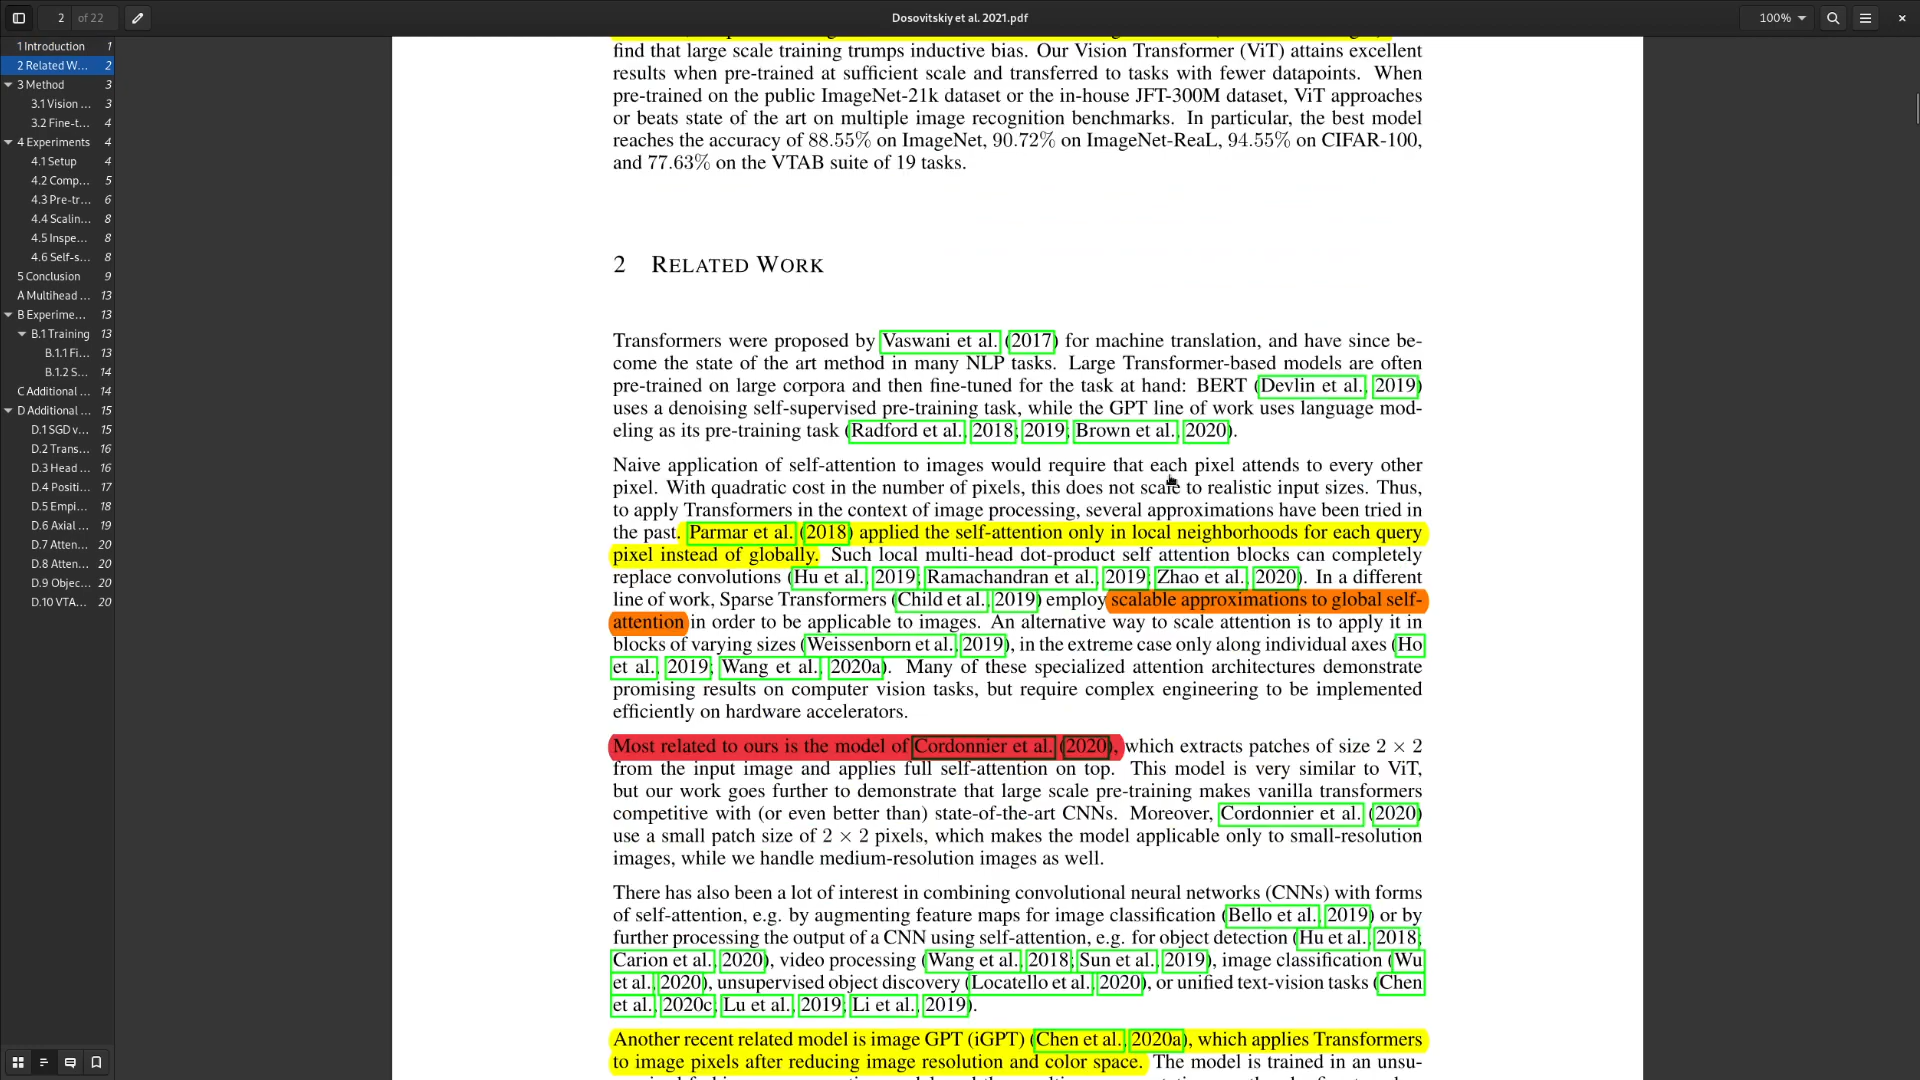 2 of 22
Dosovitskiy et al. 2021.pdf
100%
1 Introduction 1
2 Related W... 2
3 Method 3
3.1 Vision ... 3
3.2 Fine-t... 4
4 Experiments 4
4.1 Setup 4
4.2 Comp... 5
4.3 Pre-tr... 6
4.4 Scalin... 8
4.5 Inspe... 8
4.6 Self-s... 8
5 Conclusion 9
A Multihead ... 13
B Experime... 13
B.1 Training 13
B.1.1 Fi... 13
B.1.2 S... 14
C Additional ... 14
D Additional ... 15
D.1 SGD v... 15
D.2 Trans... 16
D.3 Head ... 16
D.4 Positi... 17
D.5 Empi... 18
D.6 Axial ... 19
D.7 Atten... 20
D.8 Atten... 20
D.9 Objec... 20
D.10 VTA... 20
find that large scale training trumps inductive bias. Our Vision Transformer (ViT) attains excellent
results when pre-trained at sufficient scale and transferred to tasks with fewer datapoints. When
pre-trained on the public ImageNet-21k dataset or the in-house JFT-300M dataset, ViT approaches
or beats state of the art on multiple image recognition benchmarks. In particular, the best model
reaches the accuracy of 88.55% on ImageNet, 90.72% on ImageNet-ReaL, 94.55% on CIFAR-100,
and 77.63% on the VTAB suite of 19 tasks.
2 RELATED WORK
Transformers were proposed by Vaswani et al. (2017) for machine translation, and have since be-
come the state of the art method in many NLP tasks. Large Transformer-based models are often
pre-trained on large corpora and then fine-tuned for the task at hand: BERT (Devlin et al., 2019)
uses a denoising self-supervised pre-training task, while the GPT line of work uses language mod-
eling as its pre-training task (Radford et al., 2018; 2019; Brown et al., 2020).
Naive application of self-attention to images would require that each pixel attends to every other
pixel. With quadratic cost in the number of pixels, this does not scale to realistic input sizes. Thus,
to apply Transformers in the context of image processing, several approximations have been tried in
the past. Parmar et al. (2018) applied the self-attention only in local neighborhoods for each query
pixel instead of globally. Such local multi-head dot-product self attention blocks can completely
replace convolutions (Hu et al., 2019; Ramachandran et al., 2019; Zhao et al., 2020). In a different
line of work, Sparse Transformers (Child et al., 2019) employ scalable approximations to global self-
attention in order to be applicable to images. An alternative way to scale attention is to apply it in
blocks of varying sizes (Weissenborn et al., 2019), in the extreme case only along individual axes (Ho
et al., 2019; Wang et al., 2020a). Many of these specialized attention architectures demonstrate
promising results on computer vision tasks, but require complex engineering to be implemented
efficiently on hardware accelerators.
Most related to ours is the model of Cordonnier et al. (2020), which extracts patches of size 2 × 2
from the input image and applies full self-attention on top. This model is very similar to ViT,
but our work goes further to demonstrate that large scale pre-training makes vanilla transformers
competitive with (or even better than) state-of-the-art CNNs. Moreover, Cordonnier et al. (2020)
use a small patch size of 2 × 2 pixels, which makes the model applicable only to small-resolution
images, while we handle medium-resolution images as well.
There has also been a lot of interest in combining convolutional neural networks (CNNs) with forms
of self-attention, e.g. by augmenting feature maps for image classification (Bello et al., 2019) or by
further processing the output of a CNN using self-attention, e.g. for object detection (Hu et al., 2018;
Carion et al., 2020), video processing (Wang et al., 2018; Sun et al., 2019), image classification (Wu
et al., 2020), unsupervised object discovery (Locatello et al., 2020), or unified text-vision tasks (Chen
et al., 2020c; Lu et al., 2019; Li et al., 2019).
Another recent related model is image GPT (iGPT) (Chen et al., 2020a), which applies Transformers
to image pixels after reducing image resolution and color space. The model is trained in an unsu-